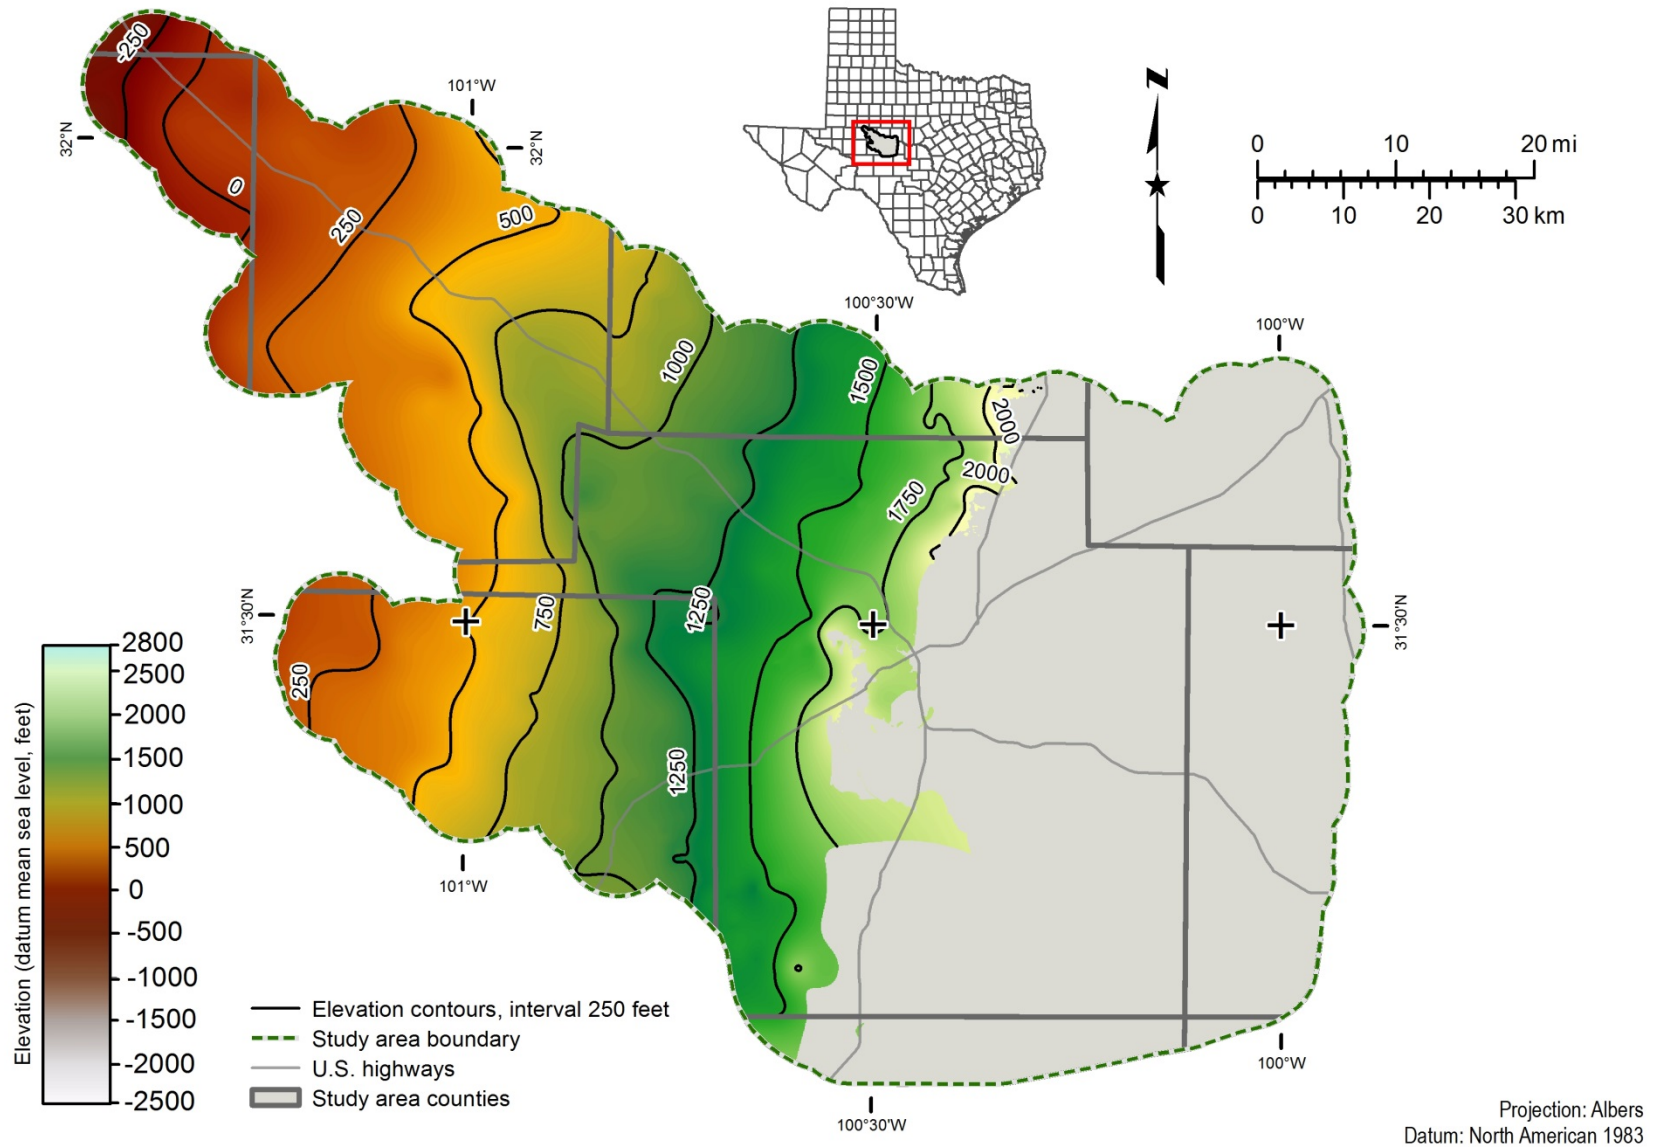 -250
101°W
32°N
32°N
0
250
500
Z
0 10 20 mi
0 10 20 30 km
100°30'W
100°W
1000
1500
2000
2000
1750
31°30'N
750
1250
31°30'N
250
1250
101°W
Elevation (datum mean sea level, feet)
2800
2500
2000
1500
1000
500
0
-500
-1000
-1500
-2000
-2500
Elevation contours, interval 250 feet
Study area boundary
U.S. highways
Study area counties
100°W
100°30'W
Projection: Albers
Datum: North American 1983